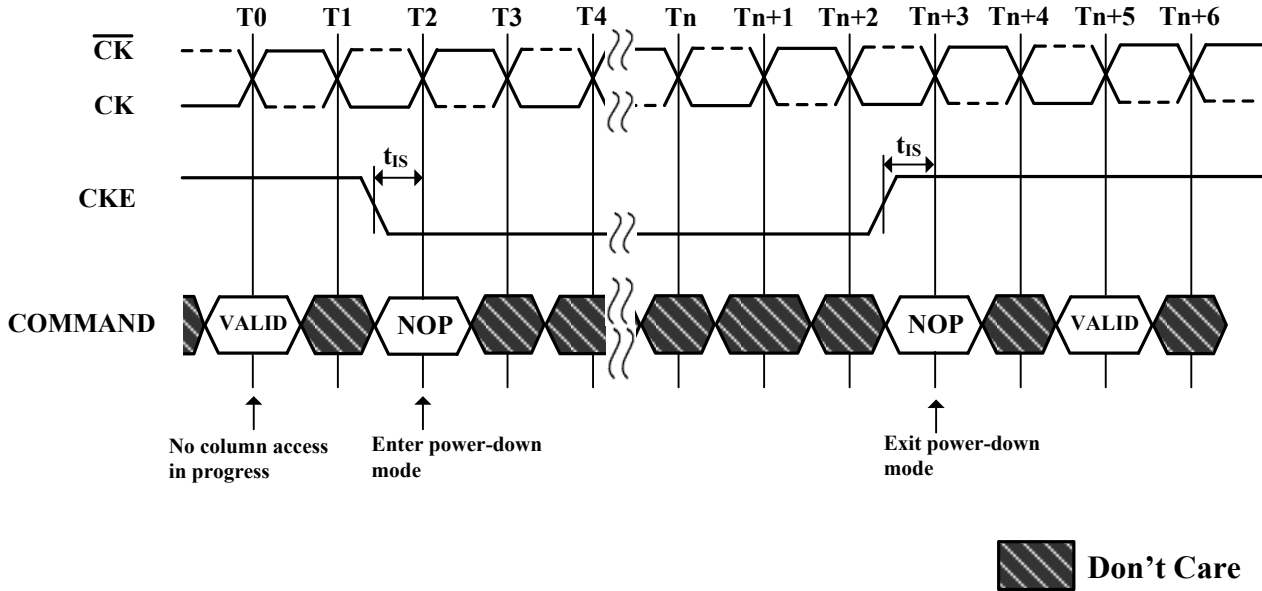 T0 T1 T2 T3 T4 Tn Tn+1 Tn+2 Tn+3 Tn+4 Tn+5 Tn+6
CK
CK
tIS tIS
CKE
COMMAND VALID NOP NOP VALID
No column access
in progress
Enter power-down
mode
Exit power-down
mode
Don't Care